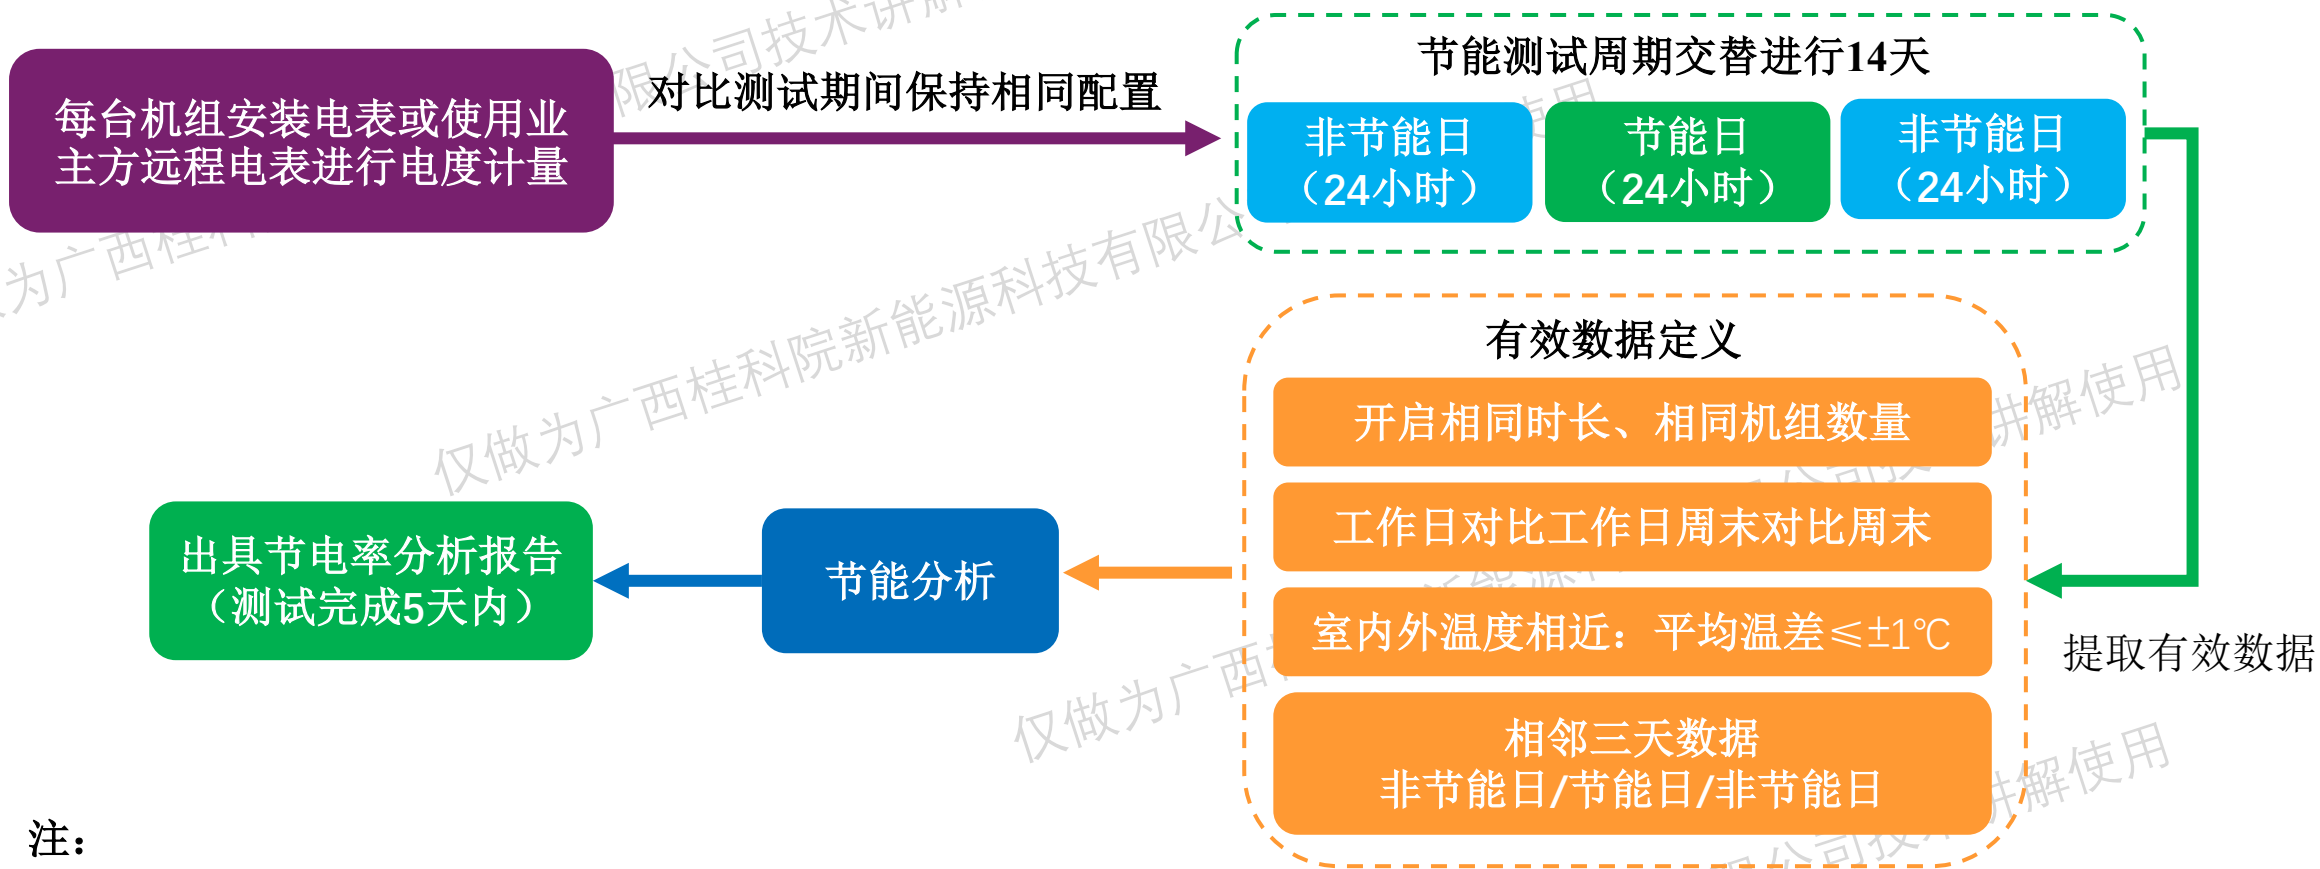 每台机组安装电表或使用业
主方远程电表进行电度计量
对比测试期间保持相同配置
节能测试周期交替进行14天
非节能日
（24小时）
节能日
（24小时）
非节能日
（24小时）
提取有效数据
有效数据定义
开启相同时长、相同机组数量
工作日对比工作日周末对比周末
室内外温度相近：平均温差≤±1℃
相邻三天数据
非节能日/节能日/非节能日
节能分析
出具节电率分析报告
（测试完成5天内）
注：
仅做为广西桂科院新能源科技有限公